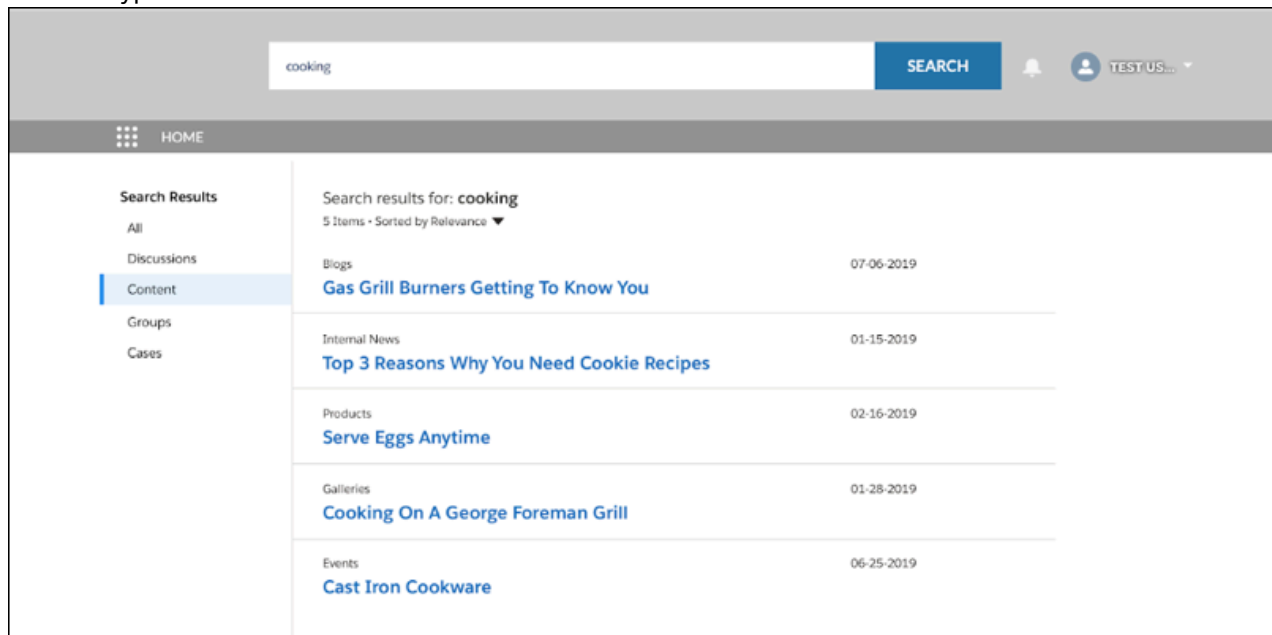 cooking
SEARCH
TEST US...
HOME
Search Results
All
Discussions
Content
Groups
Cases
Search results for: cooking
5 Items • Sorted by Relevance
Blogs
07-06-2019
Gas Grill Burners Getting To Know You
Internal News
01-15-2019
Top 3 Reasons Why You Need Cookie Recipes
Products
02-16-2019
Serve Eggs Anytime
Galleries
01-28-2019
Cooking On A George Foreman Grill
Events
06-25-2019
Cast Iron Cookware